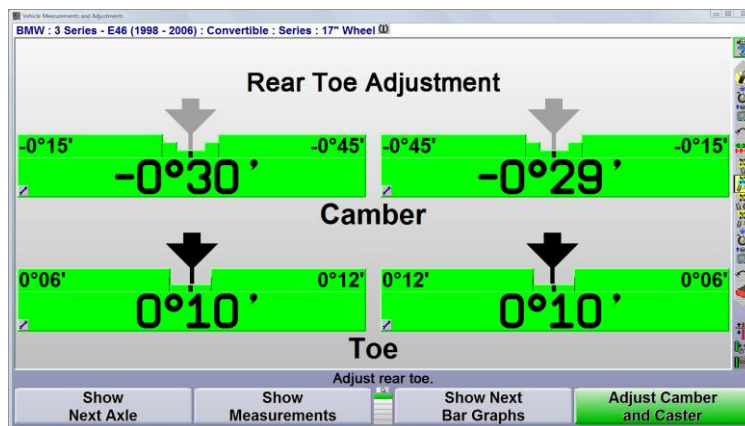 Vehicle Measurements and Adjustments
BMW : 3 Series - E46 (1998 - 2006) : Convertible : Series : 17" Wheel
Rear Toe Adjustment
-0°15' -0°45' -0°45' -0°15'
-0°30' -0°29'
Camber
0°06' 0°12' 0°12' 0°06'
0°10' 0°10'
Toe
Adjust rear toe.
Show Next Axle
Show Measurements
Show Next Bar Graphs
Adjust Camber and Caster